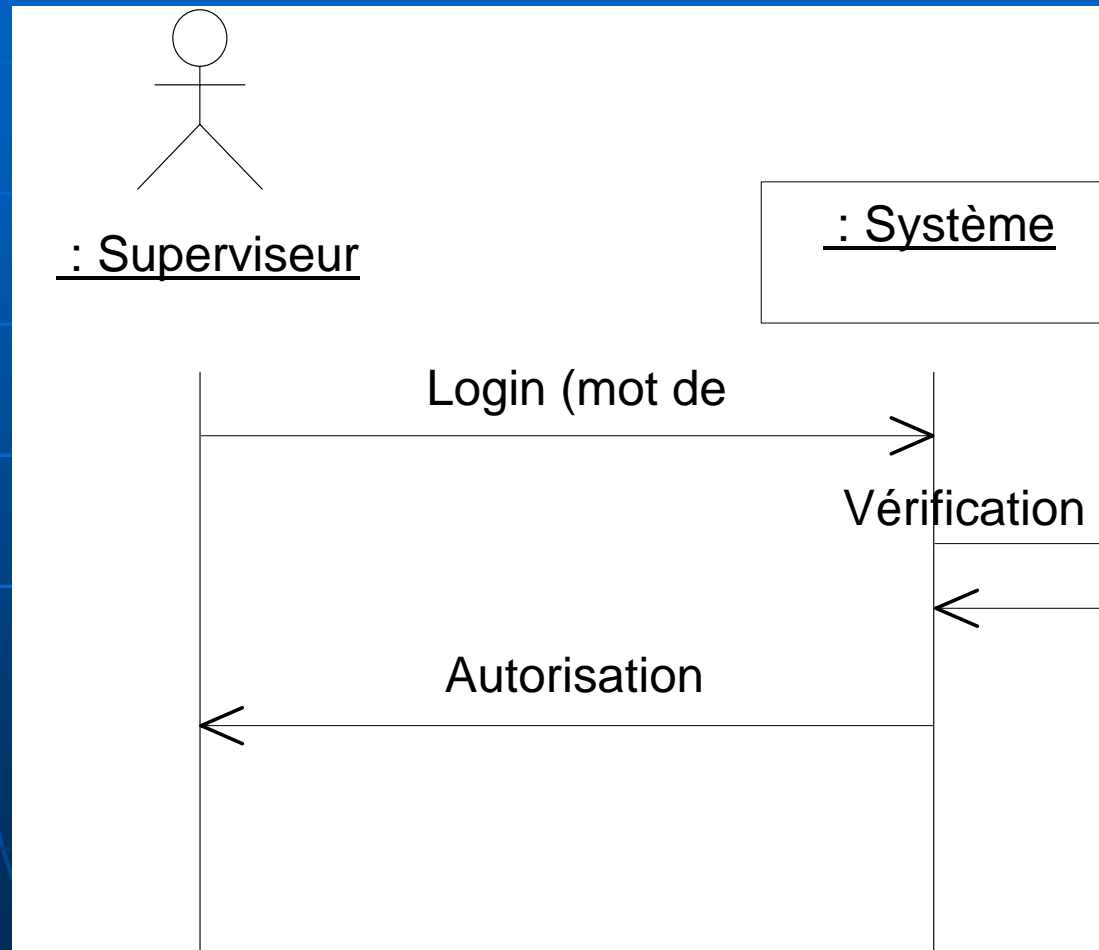 : Superviseur
: Système
Login (mot de
Vérification
Autorisation